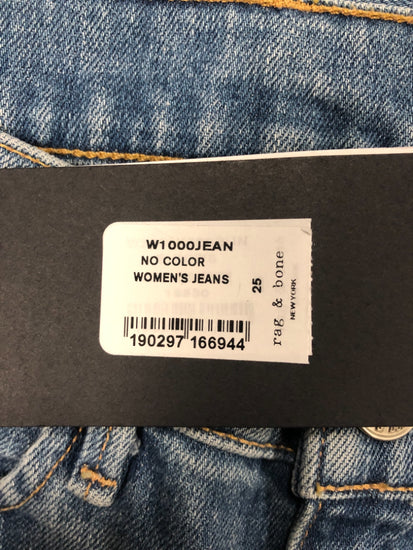 W1000JEAN
NO COLOR
WOMEN'S JEANS
25
rag & bone
NEW YORK
190297 166944